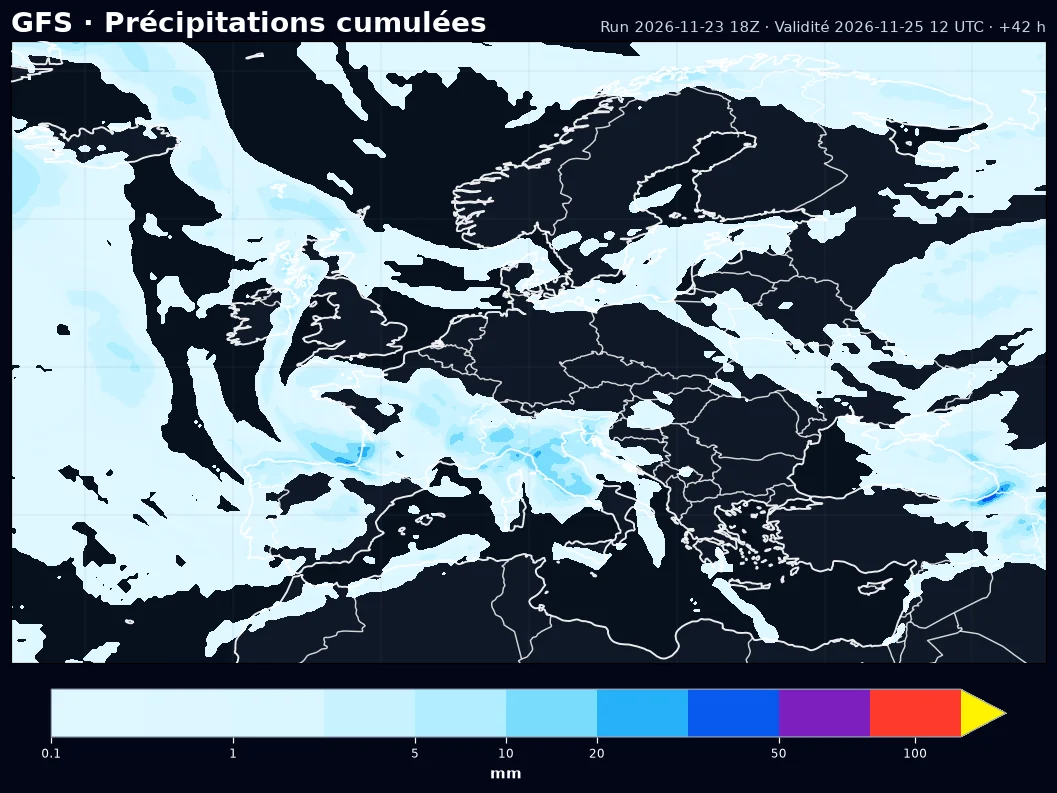 GFS · Précipitations cumulées
Run 2026-11-23 18Z · Validité 2026-11-25 12 UTC · +42 h
0.1 1 5 10 20 50 100
mm